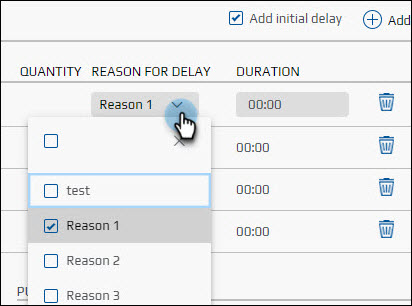 Add initial delay Add
QUANTITY REASON FOR DELAY DURATION
Reason 1 00:00
00:00
test 00:00
Reason 1 00:00
Reason 2
Reason 3